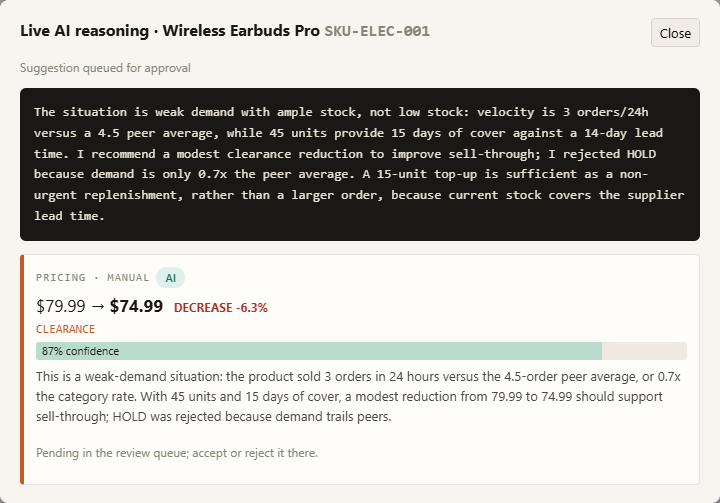 Live AI reasoning · Wireless Earbuds Pro SKU-ELEC-001
Close
Suggestion queued for approval
The situation is weak demand with ample stock, not low stock: velocity is 3 orders/24h
versus a 4.5 peer average, while 45 units provide 15 days of cover against a 14-day lead
time. I recommend a modest clearance reduction to improve sell-through; I rejected HOLD
because demand is only 0.7x the peer average. A 15-unit top-up is sufficient as a non-
urgent replenishment, rather than a larger order, because current stock covers the supplier
lead time.
PRICING · MANUAL AI
$79.99 → $74.99 DECREASE -6.3%
CLEARANCE
87% confidence
This is a weak-demand situation: the product sold 3 orders in 24 hours versus the 4.5-order peer average, or 0.7x
the category rate. With 45 units and 15 days of cover, a modest reduction from 79.99 to 74.99 should support
sell-through; HOLD was rejected because demand trails peers.
Pending in the review queue; accept or reject it there.